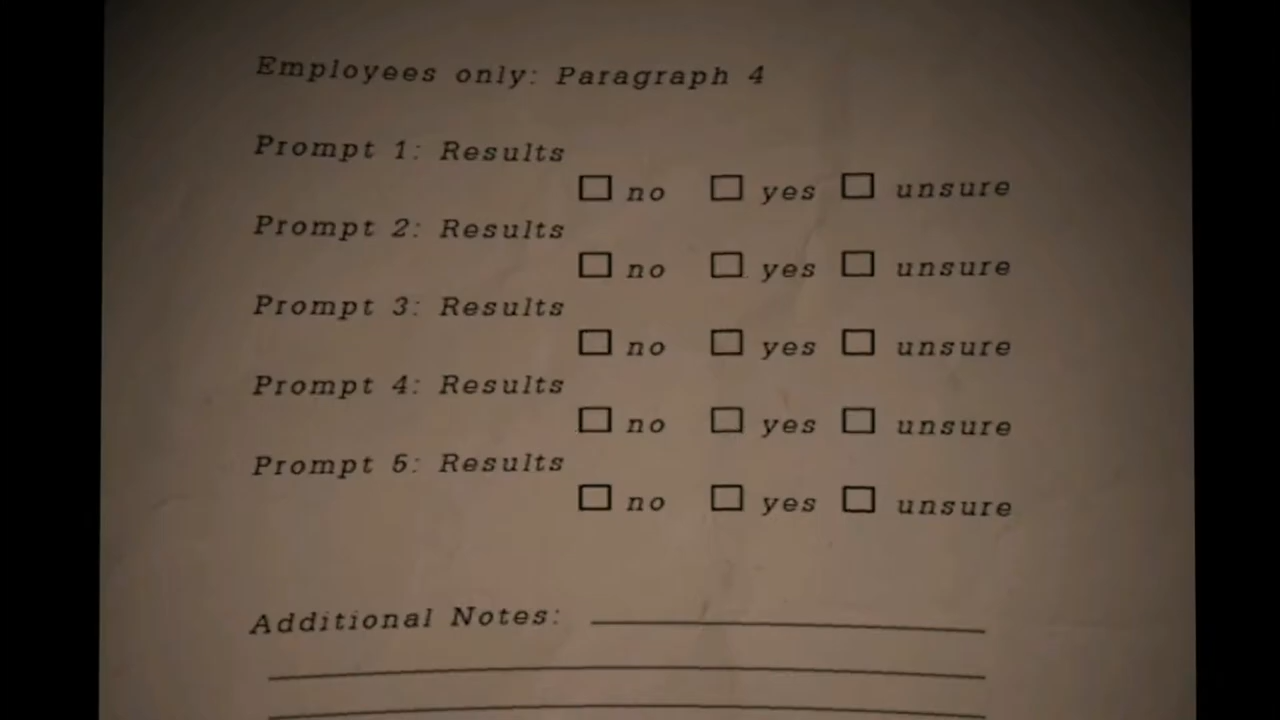 Employees only: Paragraph 4
Prompt 1: Results
no yes unsure
Prompt 2: Results
no yes unsure
Prompt 3: Results
no yes unsure
Prompt 4: Results
no yes unsure
Prompt 5: Results
no yes unsure
Additional Notes: